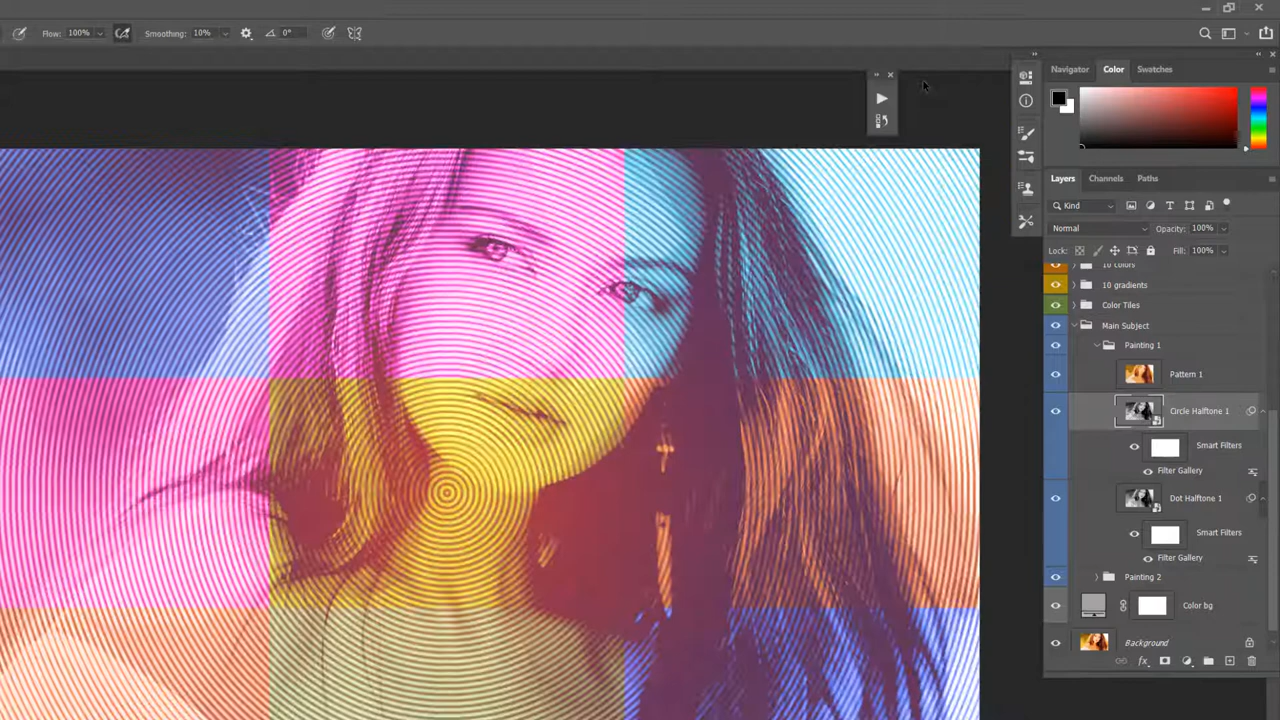 Flow: 100% Smoothing: 10% 0°
Navigator Color Swatches
Layers Channels Paths
Kind
Normal Opacity: 100%
Lock: Fill: 100%
10 colors
10 gradients
Color Tiles
Main Subject
Painting 1
Pattern 1
Circle Halftone 1
Smart Filters
Filter Gallery
Dot Halftone 1
Smart Filters
Filter Gallery
Painting 2
Color bg
Background
fx